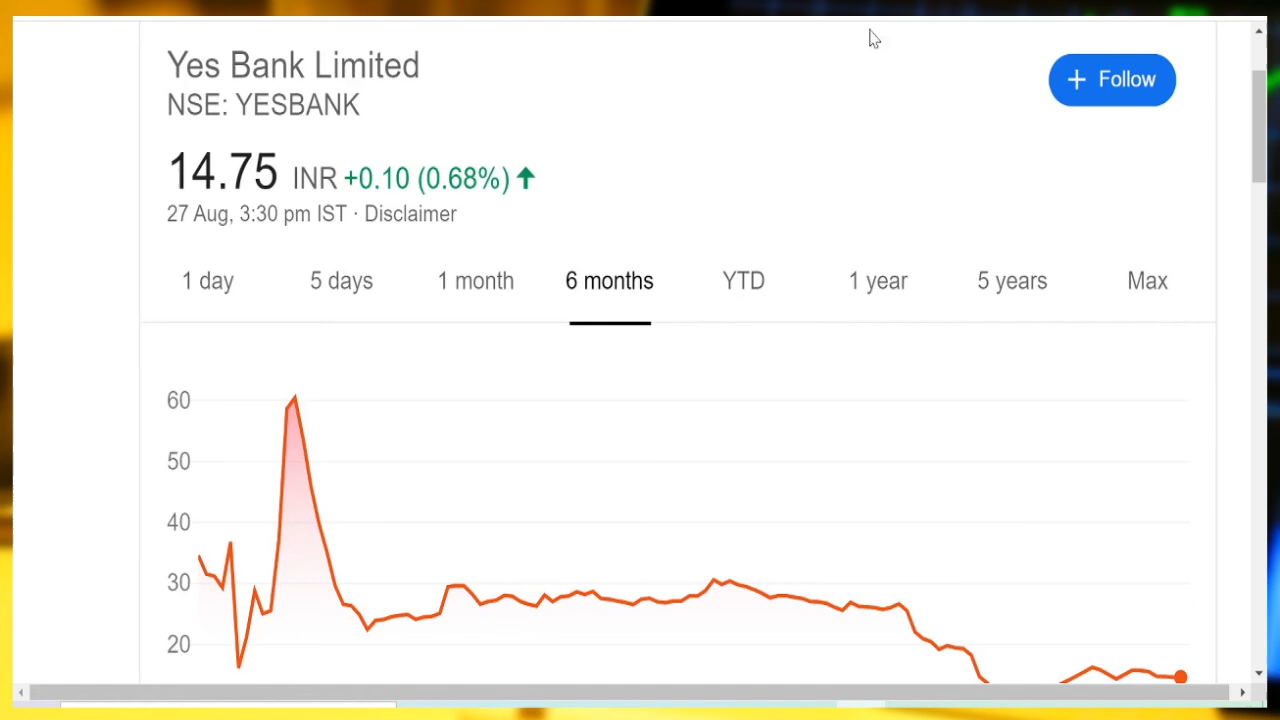 Yes Bank Limited
+ Follow
NSE: YESBANK
14.75 INR +0.10 (0.68%) ↑
27 Aug, 3:30 pm IST · Disclaimer
1 day 5 days 1 month 6 months YTD 1 year 5 years Max
60
50
40
30
20